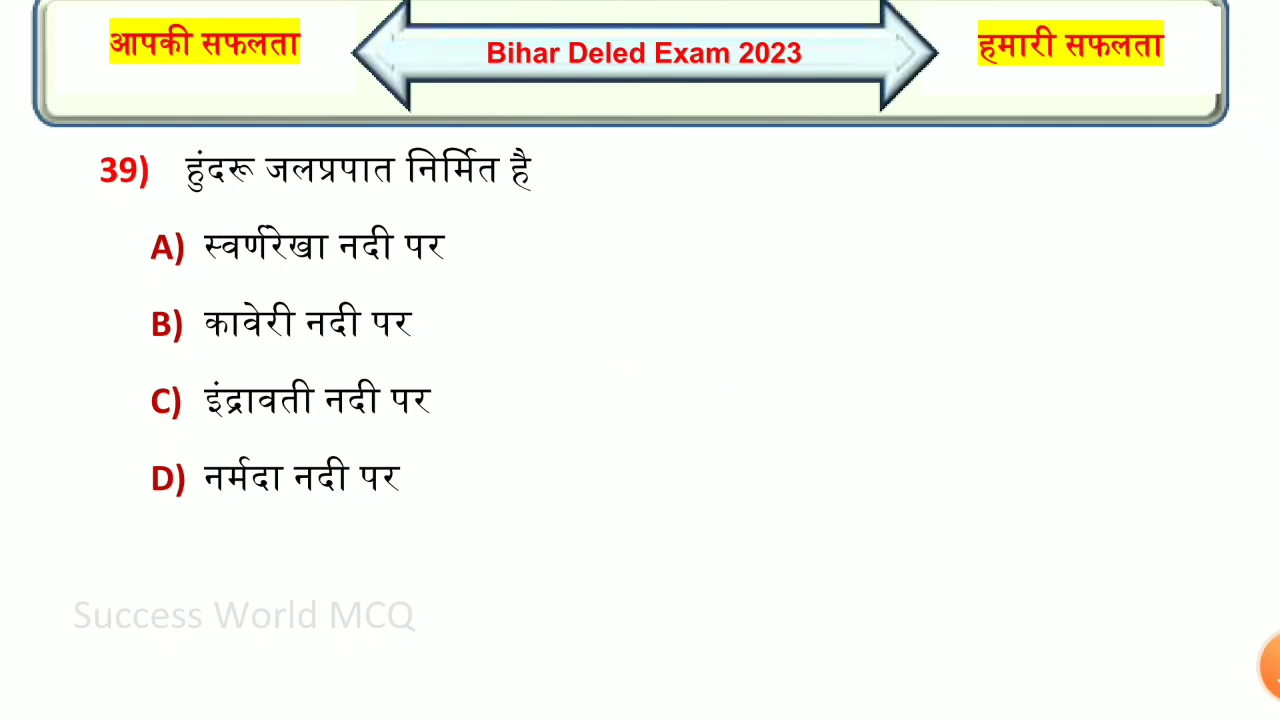 आपकी सफलता
Bihar Deled Exam 2023
हमारी सफलता
39) हुंदरू जलप्रपात निर्मित है
A) स्वर्णरेखा नदी पर
B) कावेरी नदी पर
C) इंद्रावती नदी पर
D) नर्मदा नदी पर
Success World MCQ